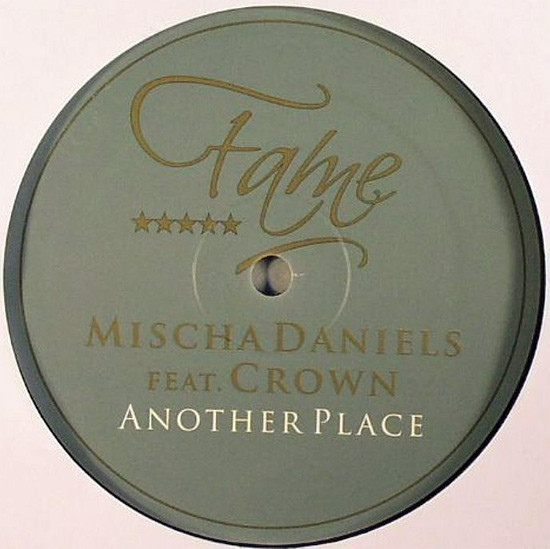 Fame
MISCHA DANIELS
FEAT. CROWN
ANOTHER PLACE